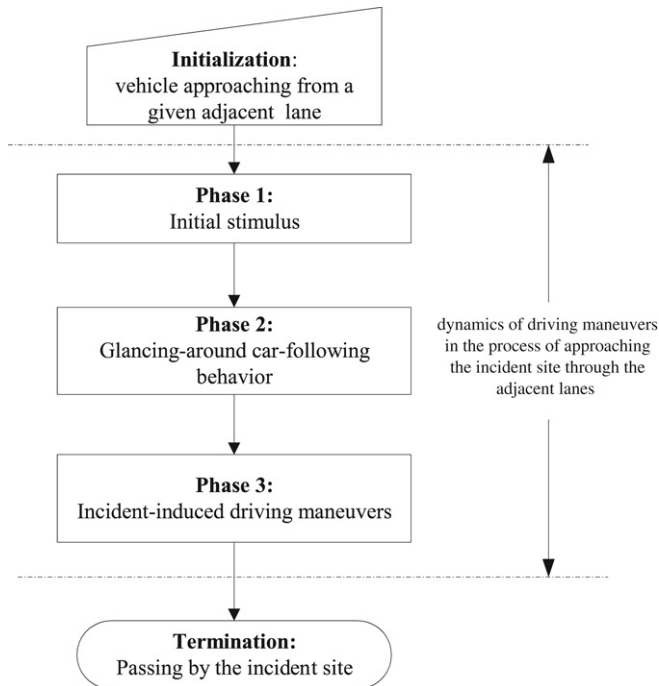 Initialization:
vehicle approaching from a
given adjacent lane
Phase 1:
Initial stimulus
Phase 2:
Glancing-around car-following
behavior
Phase 3:
Incident-induced driving maneuvers
Termination:
Passing by the incident site
dynamics of driving maneuvers
in the process of approaching
the incident site through the
adjacent lanes